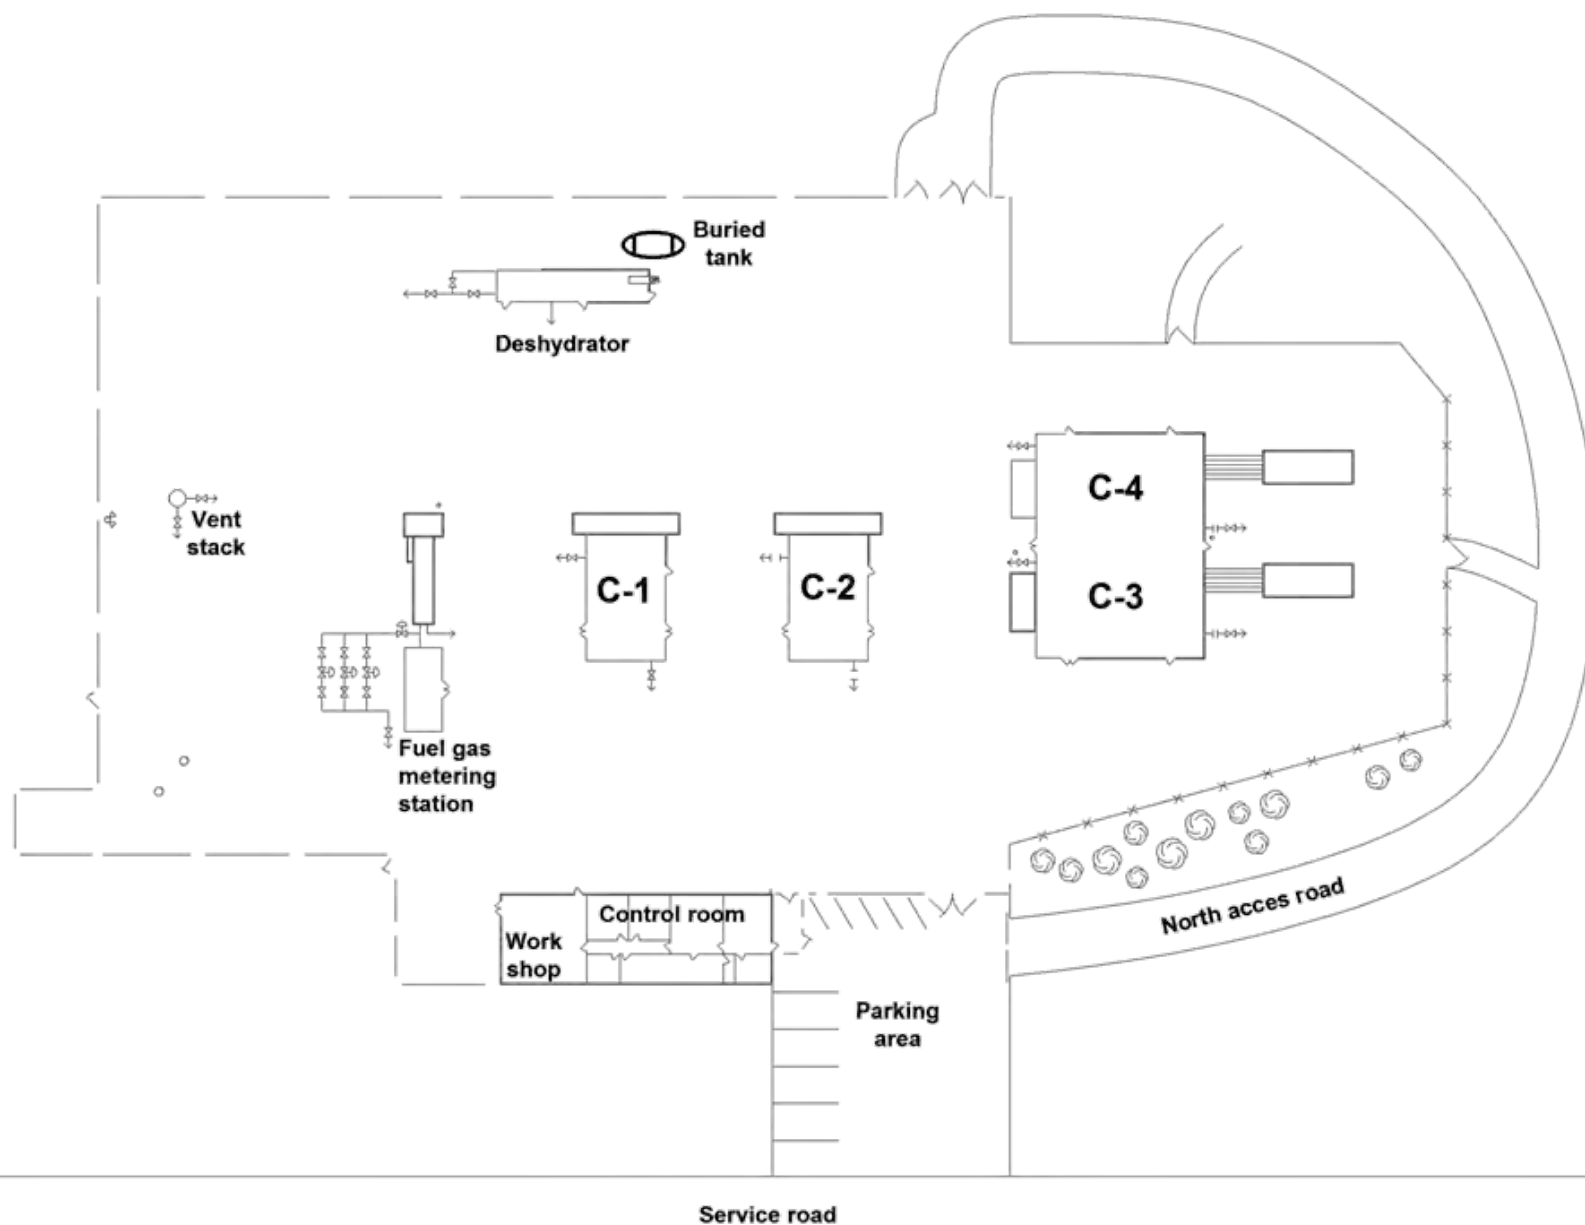 Buried
tank
Deshydrator
C-4
Vent
stack
C-1
C-2
C-3
Fuel gas
metering
station
Control room
Work
shop
North acces road
Parking
area
Service road